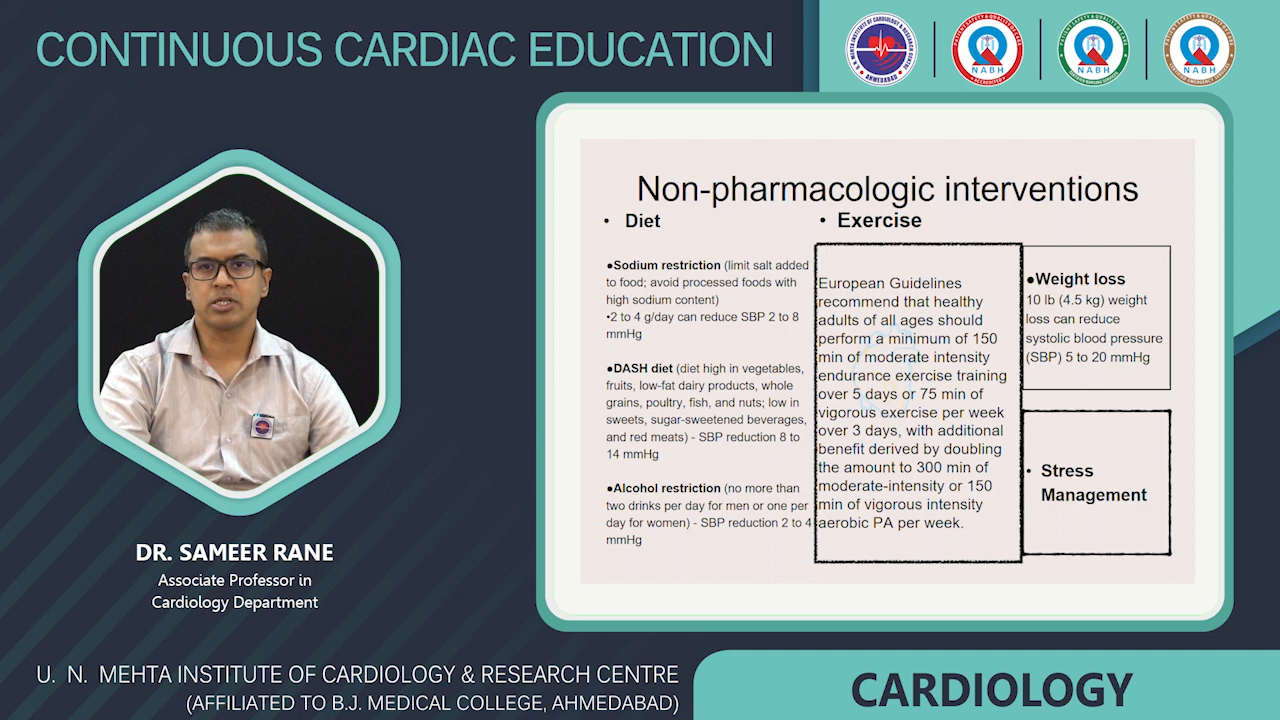 CONTINUOUS CARDIAC EDUCATION
NABH
NABH
NABH
Non-pharmacologic interventions
• Diet
●Sodium restriction (limit salt added
to food; avoid processed foods with
high sodium content)
•2 to 4 g/day can reduce SBP 2 to 8
mmHg
●DASH diet (diet high in vegetables,
fruits, low-fat dairy products, whole
grains, poultry, fish, and nuts; low in
sweets, sugar-sweetened beverages,
and red meats) - SBP reduction 8 to
14 mmHg
●Alcohol restriction (no more than
two drinks per day for men or one per
day for women) - SBP reduction 2 to 4
mmHg
• Exercise
European Guidelines
recommend that healthy
adults of all ages should
perform a minimum of 150
min of moderate intensity
endurance exercise training
over 5 days or 75 min of
vigorous exercise per week
over 3 days, with additional
benefit derived by doubling
the amount to 300 min of
moderate-intensity or 150
min of vigorous intensity
aerobic PA per week.
●Weight loss
10 lb (4.5 kg) weight
loss can reduce
systolic blood pressure
(SBP) 5 to 20 mmHg
• Stress
Management
DR. SAMEER RANE
Associate Professor in
Cardiology Department
U. N. MEHTA INSTITUTE OF CARDIOLOGY & RESEARCH CENTRE
(AFFILIATED TO B.J. MEDICAL COLLEGE, AHMEDABAD)
CARDIOLOGY